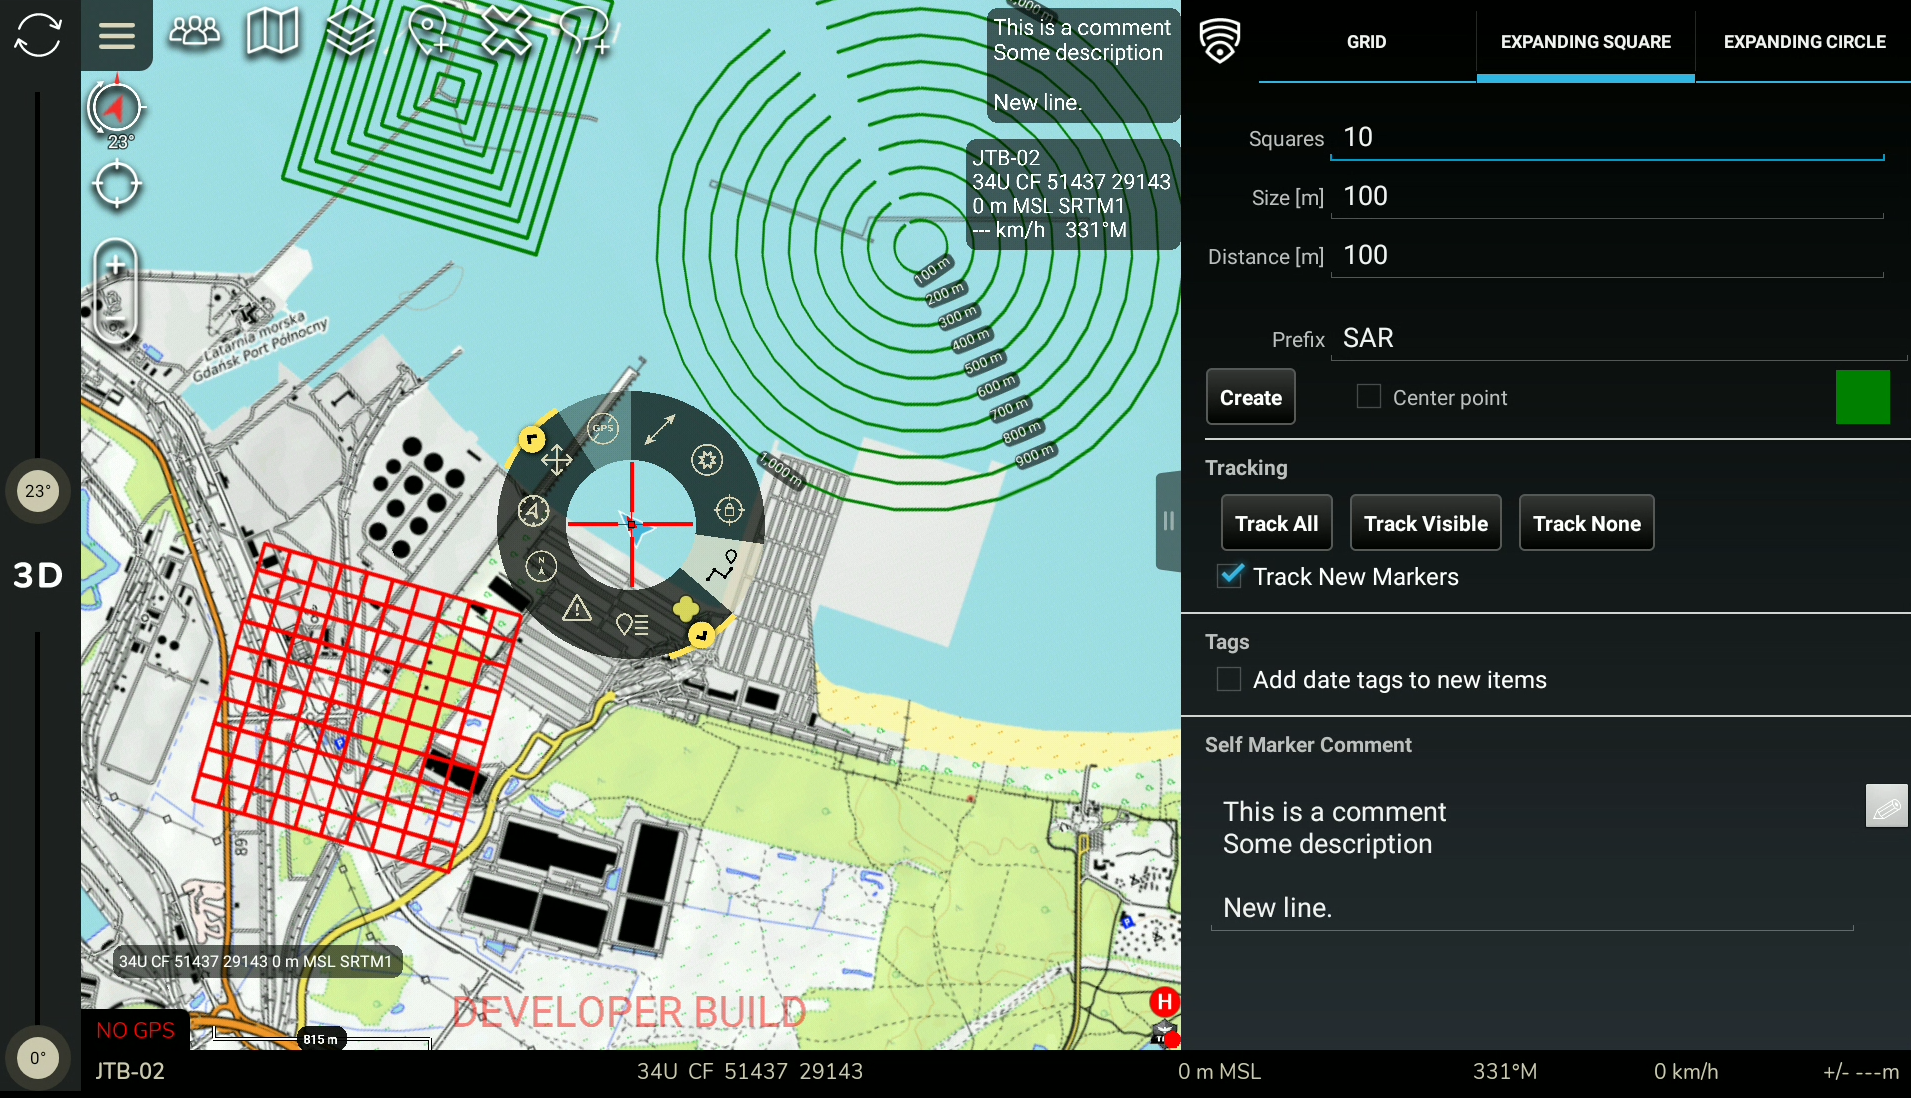 GRID
EXPANDING SQUARE
EXPANDING CIRCLE
This is a comment
Some description
New line.
JTB-02
34U CF 51437 29143
0 m MSL SRTM1
--- km/h 331°M
23°
100 m
200 m
300 m
400 m
500 m
600 m
700 m
800 m
900 m
1,000 m
Latarnia morska
Gdańsk Port Północny
GPS
N
23°
3D
0°
89
34U CF 51437 29143 0 m MSL SRTM1
DEVELOPER BUILD
H
P
NO GPS
815 m
JTB-02
34U CF 51437 29143
0 m MSL
331°M
0 km/h
+/- ---m
Squares 10
Size [m] 100
Distance [m] 100
Prefix SAR
Create
Center point
Tracking
Track All
Track Visible
Track None
Track New Markers
Tags
Add date tags to new items
Self Marker Comment
This is a comment
Some description
New line.